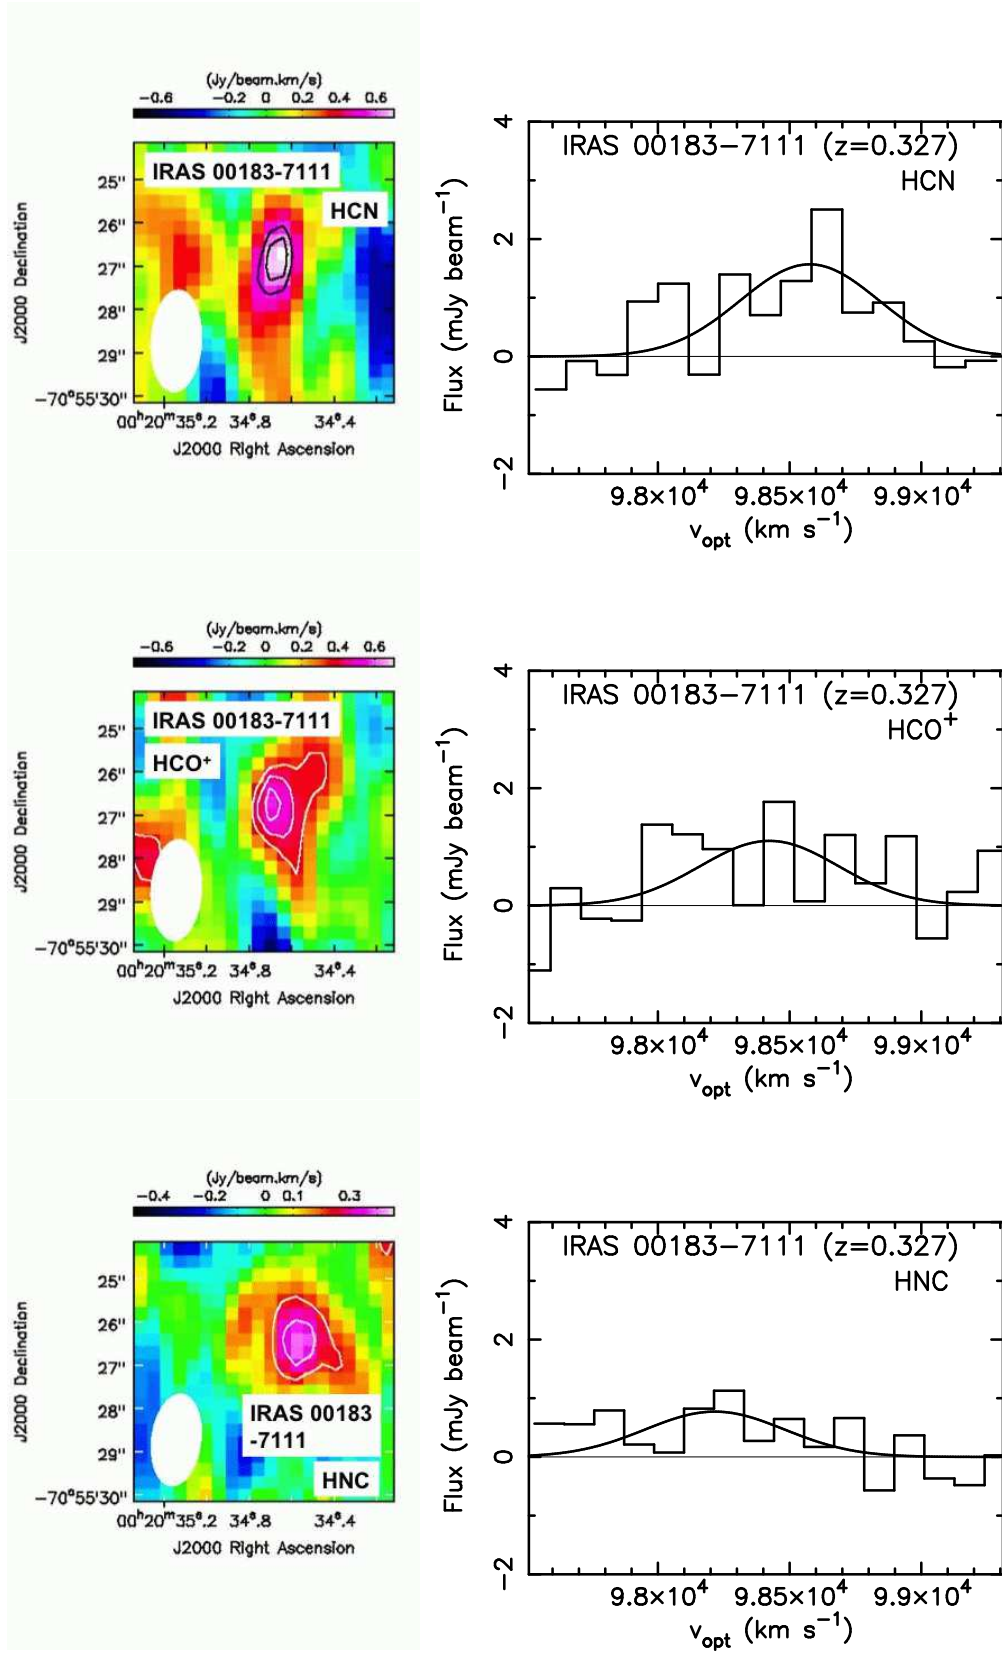 (Jy/beam.km/s)
−0.6 −0.2 0 0.2 0.4 0.6
IRAS 00183-7111
HCN
25"
26"
27"
28"
29"
−70°55'30"
J2000 Declination
00ʰ20ᵐ35ˢ.2 34ˢ.8 34ˢ.4
J2000 Right Ascension
IRAS 00183−7111 (z=0.327)
HCN
4
2
0
−2
Flux (mJy beam⁻¹)
9.8×10⁴ 9.85×10⁴ 9.9×10⁴
v_opt (km s⁻¹)
(Jy/beam.km/s)
−0.6 −0.2 0 0.2 0.4 0.6
IRAS 00183-7111
HCO⁺
25"
26"
27"
28"
29"
−70°55'30"
J2000 Declination
00ʰ20ᵐ35ˢ.2 34ˢ.8 34ˢ.4
J2000 Right Ascension
IRAS 00183−7111 (z=0.327)
HCO⁺
4
2
0
−2
Flux (mJy beam⁻¹)
9.8×10⁴ 9.85×10⁴ 9.9×10⁴
v_opt (km s⁻¹)
(Jy/beam.km/s)
−0.4 −0.2 0 0.1 0.3
25"
26"
27"
28"
29"
−70°55'30"
J2000 Declination
IRAS 00183
-7111
HNC
00ʰ20ᵐ35ˢ.2 34ˢ.8 34ˢ.4
J2000 Right Ascension
IRAS 00183−7111 (z=0.327)
HNC
4
2
0
−2
Flux (mJy beam⁻¹)
9.8×10⁴ 9.85×10⁴ 9.9×10⁴
v_opt (km s⁻¹)